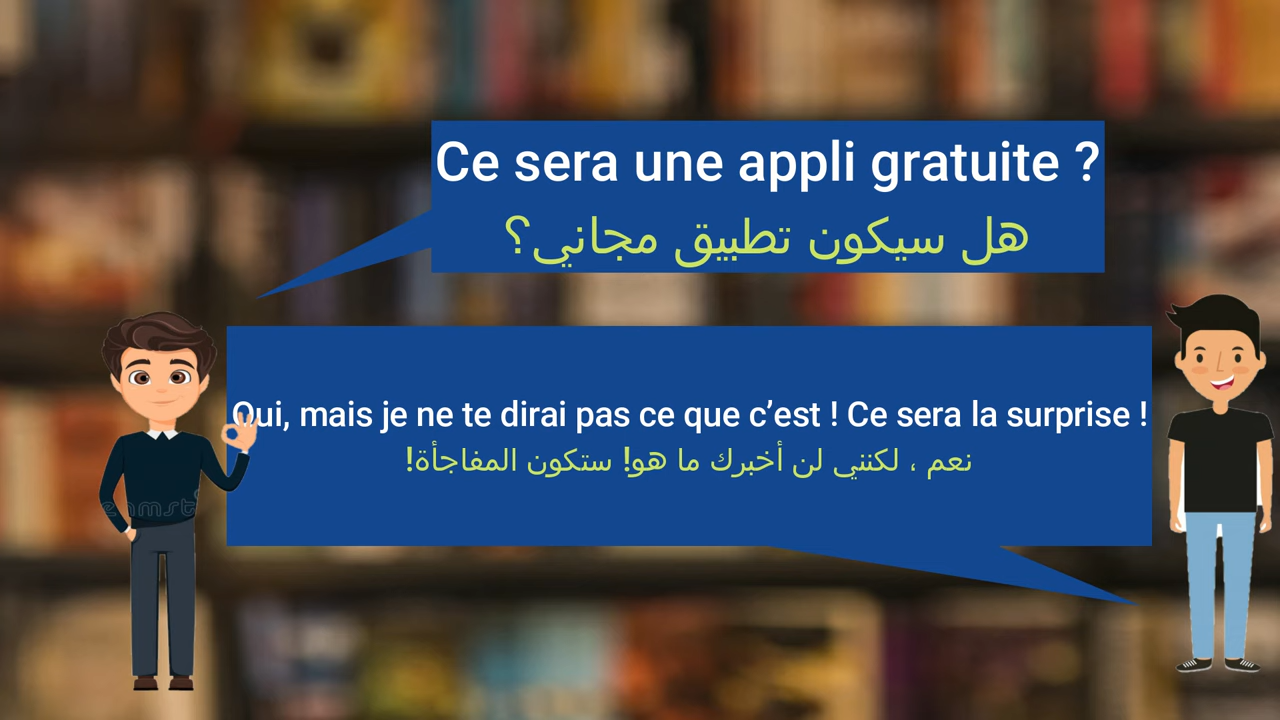 Ce sera une appli gratuite ?
هل سيكون تطبيق مجاني؟
Oui, mais je ne te dirai pas ce que c’est ! Ce sera la surprise !
نعم ، لكنني لن أخبرك ما هو! ستكون المفاجأة!